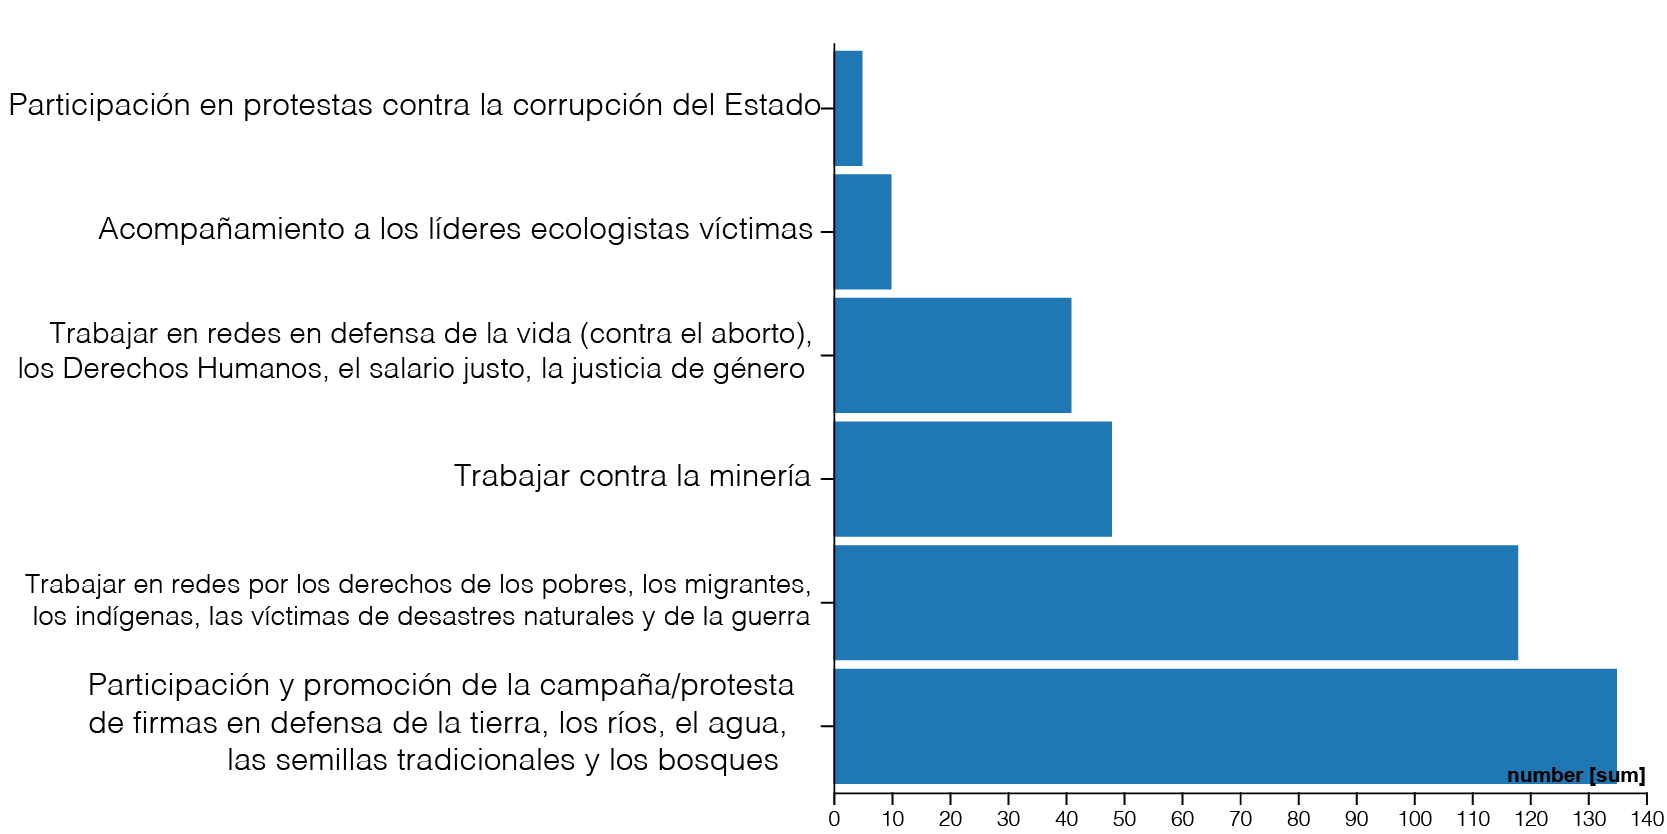 Participación en protestas contra la corrupción del Estado
Acompañamiento a los líderes ecologistas víctimas
Trabajar en redes en defensa de la vida (contra el aborto),
los Derechos Humanos, el salario justo, la justicia de género
Trabajar contra la minería
Trabajar en redes por los derechos de los pobres, los migrantes,
los indígenas, las víctimas de desastres naturales y de la guerra
Participación y promoción de la campaña/protesta
de firmas en defensa de la tierra, los ríos, el agua,
las semillas tradicionales y los bosques
number [sum]
0 10 20 30 40 50 60 70 80 90 100 110 120 130 140